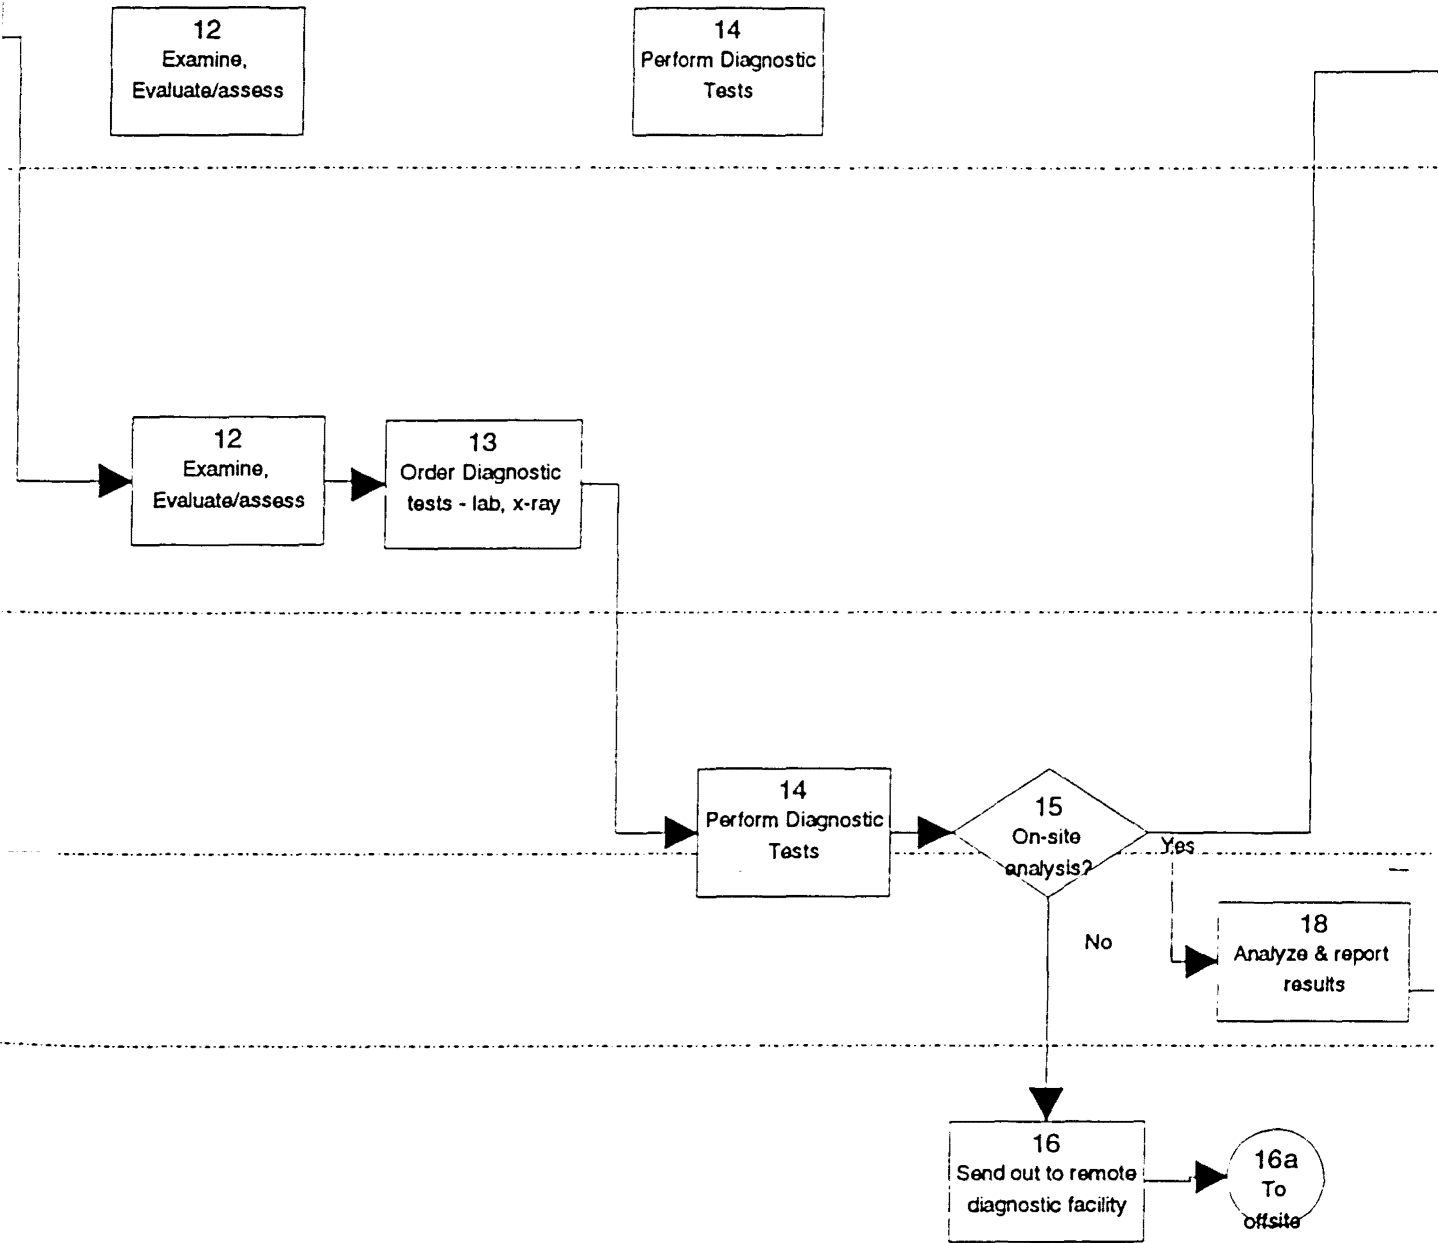 12
Examine,
Evaluate/assess
14
Perform Diagnostic
Tests
12
Examine,
Evaluate/assess
13
Order Diagnostic
tests - lab, x-ray
14
Perform Diagnostic
Tests
15
On-site
analysis?
Yes
No
18
Analyze & report
results
16
Send out to remote
diagnostic facility
16a
To
offsite